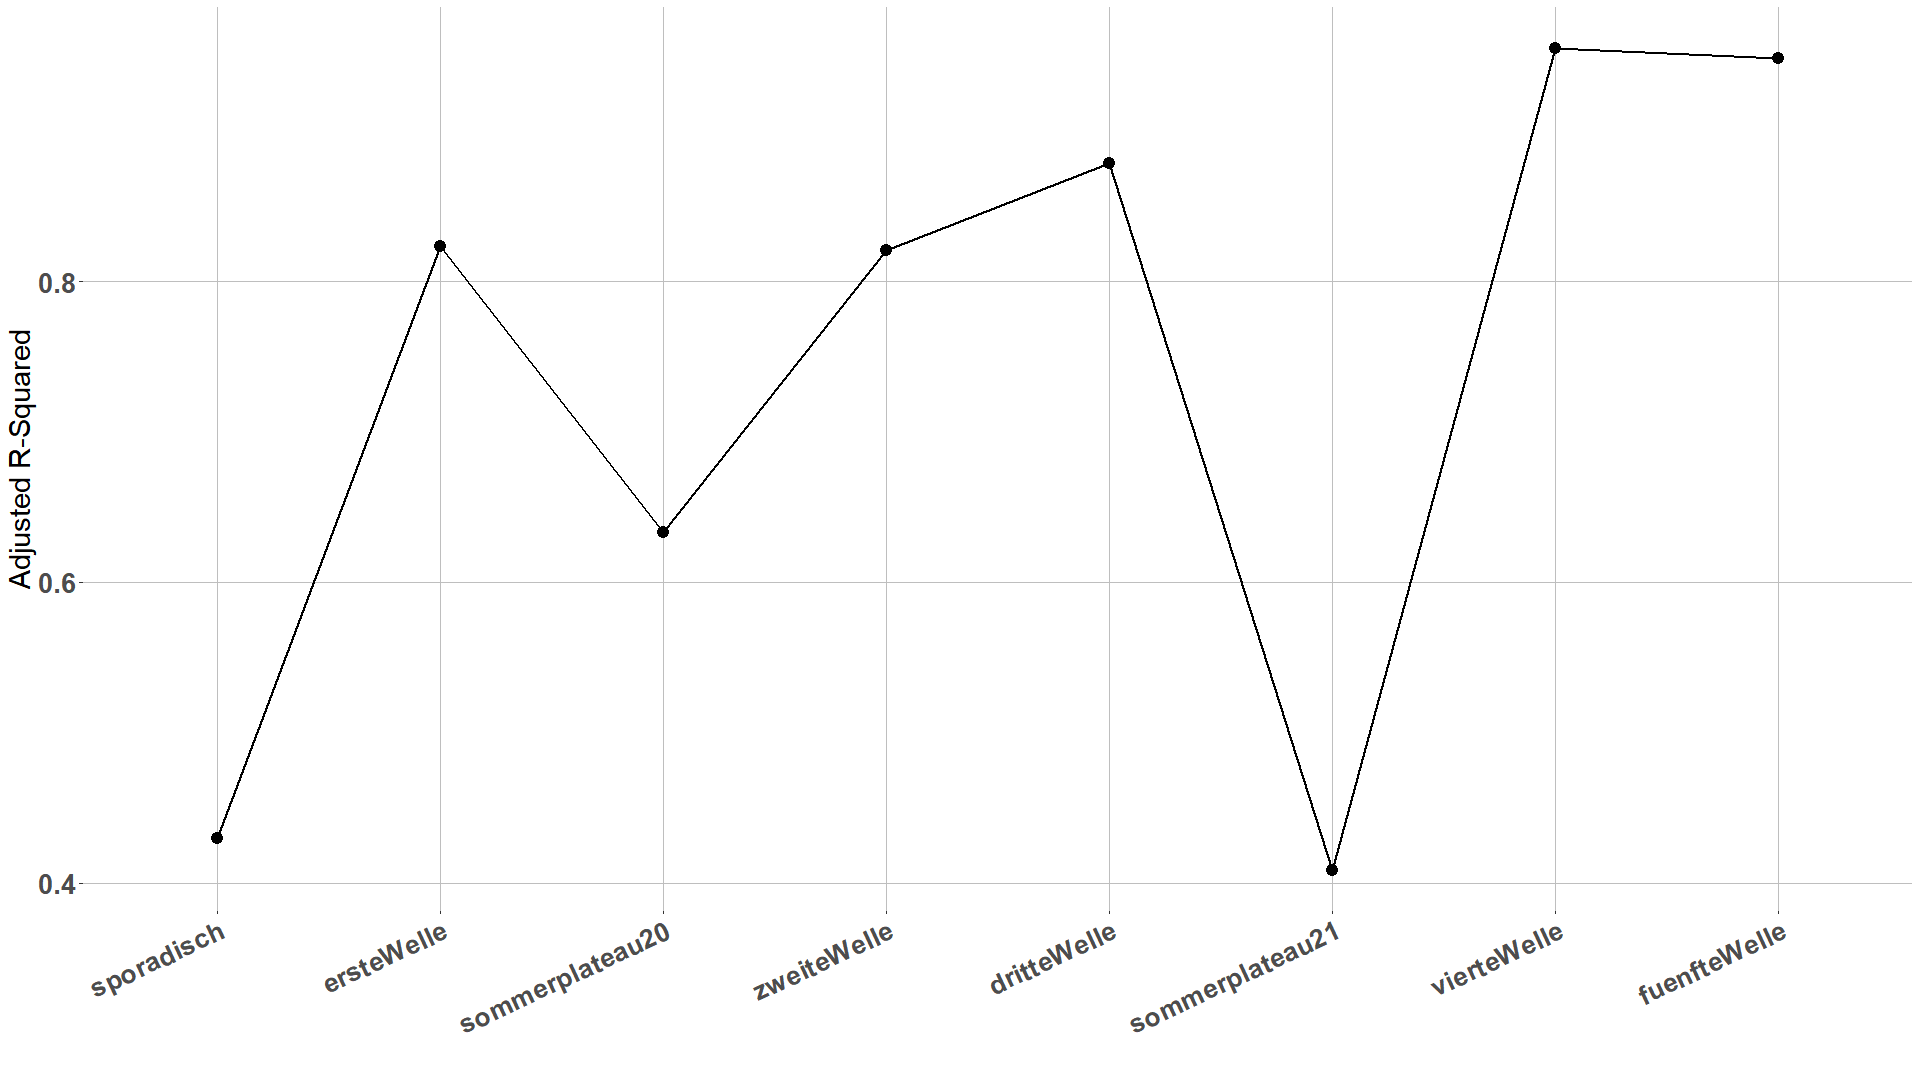 Adjusted R-Squared
0.8
0.6
0.4
sporadisch
ersteWelle
sommerplateau20
zweiteWelle
dritteWelle
sommerplateau21
vierteWelle
fuenfteWelle